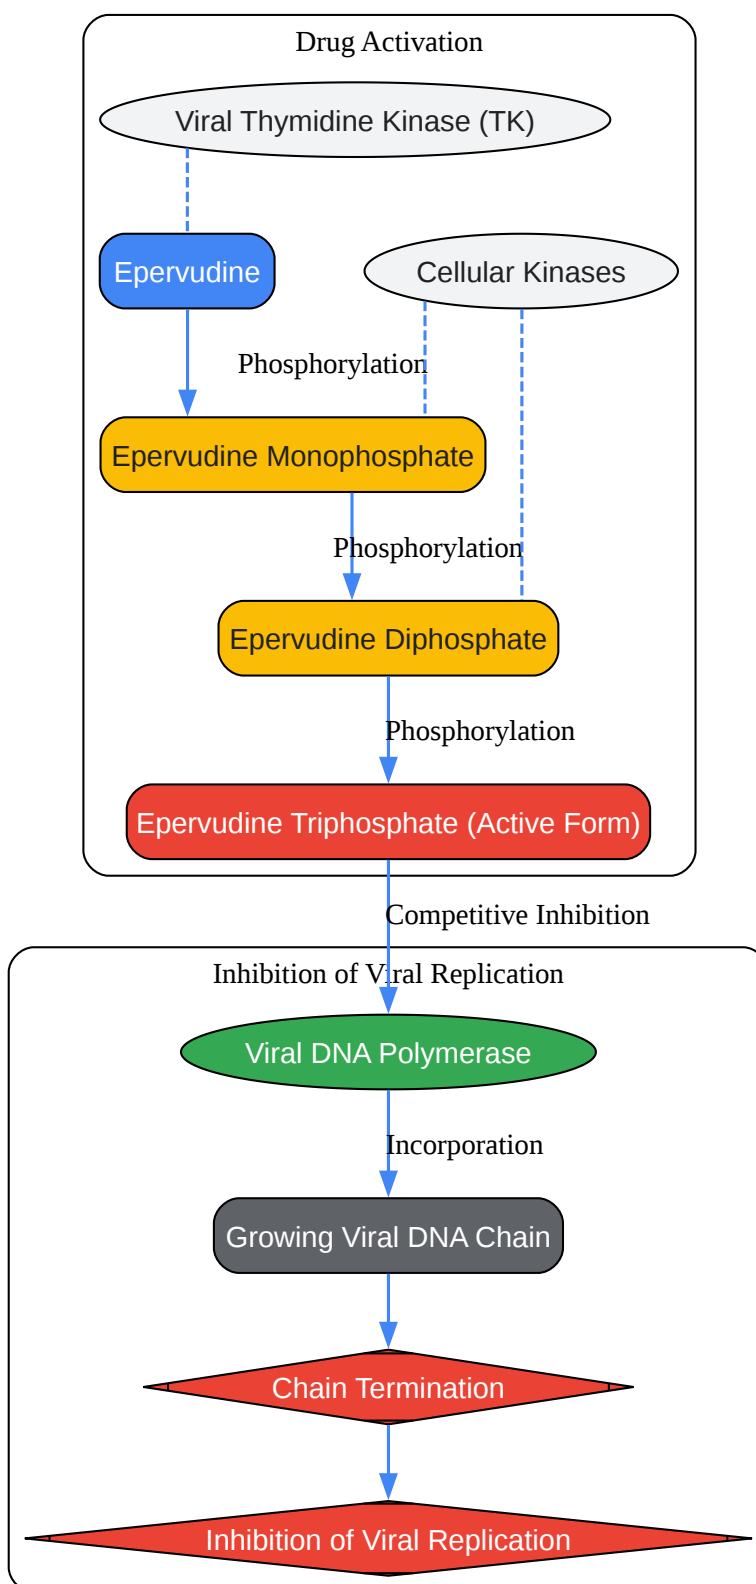 Drug Activation
Viral Thymidine Kinase (TK)
Epervudine
Cellular Kinases
Phosphorylation
Epervudine Monophosphate
Phosphorylation
Epervudine Diphosphate
Phosphorylation
Epervudine Triphosphate (Active Form)
Competitive Inhibition
Inhibition of Viral Replication
Viral DNA Polymerase
Incorporation
Growing Viral DNA Chain
Chain Termination
Inhibition of Viral Replication